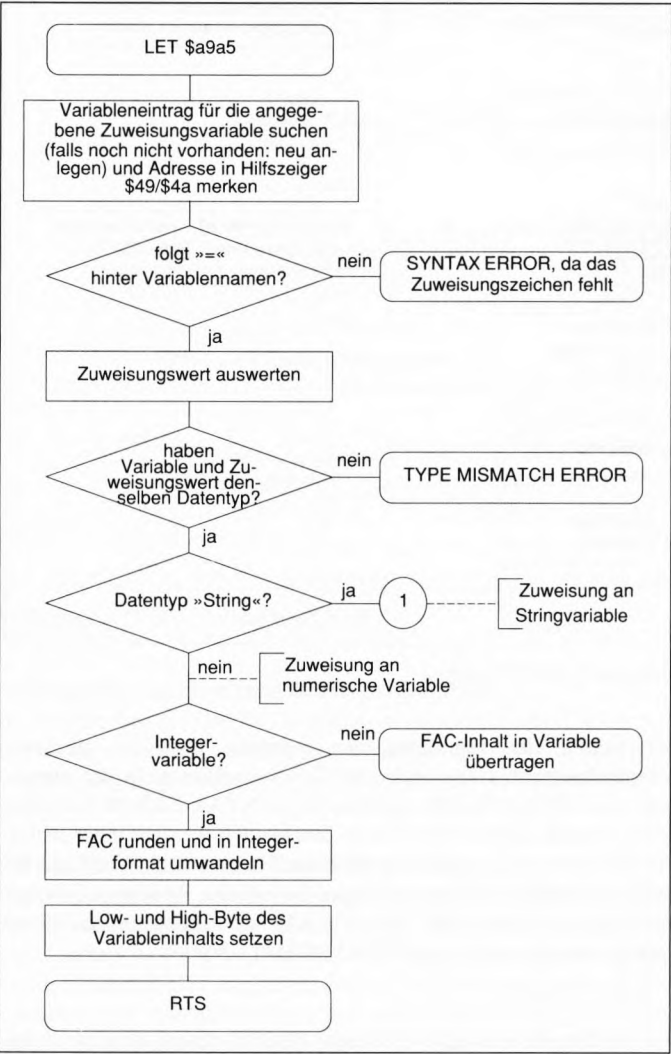 LET $a9a5
Variableneintrag für die angege-
bene Zuweisungsvariable suchen
(falls noch nicht vorhanden: neu an-
legen) und Adresse in Hilfszeiger
$49/$4a merken
folgt »=«
hinter Variablennamen?
nein
SYNTAX ERROR, da das
Zuweisungszeichen fehlt
ja
Zuweisungswert auswerten
haben
Variable und Zu-
weisungswert den-
selben Datentyp?
nein
TYPE MISMATCH ERROR
ja
Datentyp »String«?
ja
1
Zuweisung an
Stringvariable
nein
Zuweisung an
numerische Variable
Integer-
variable?
nein
FAC-Inhalt in Variable
übertragen
ja
FAC runden und in Integer-
format umwandeln
Low- und High-Byte des
Variableninhalts setzen
RTS